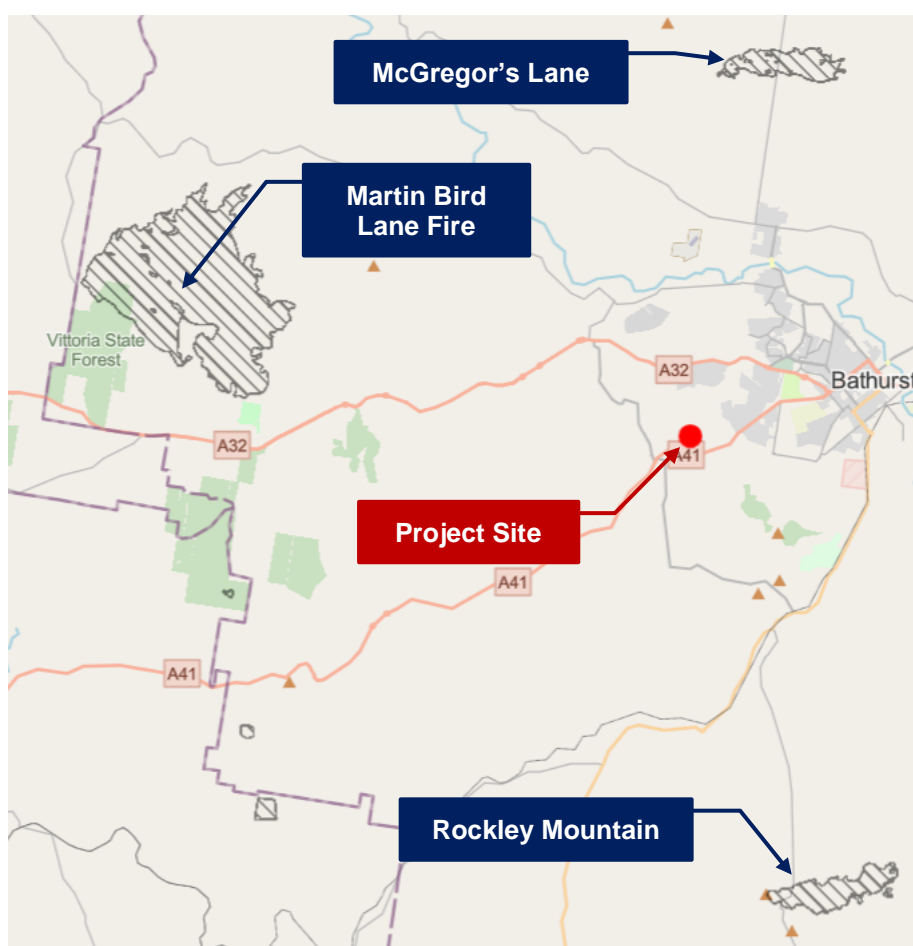 McGregor's Lane
Martin Bird
Lane Fire
Vittoria State
Forest
A32
Bathurst
A32
A41
Project Site
A41
A41
Rockley Mountain